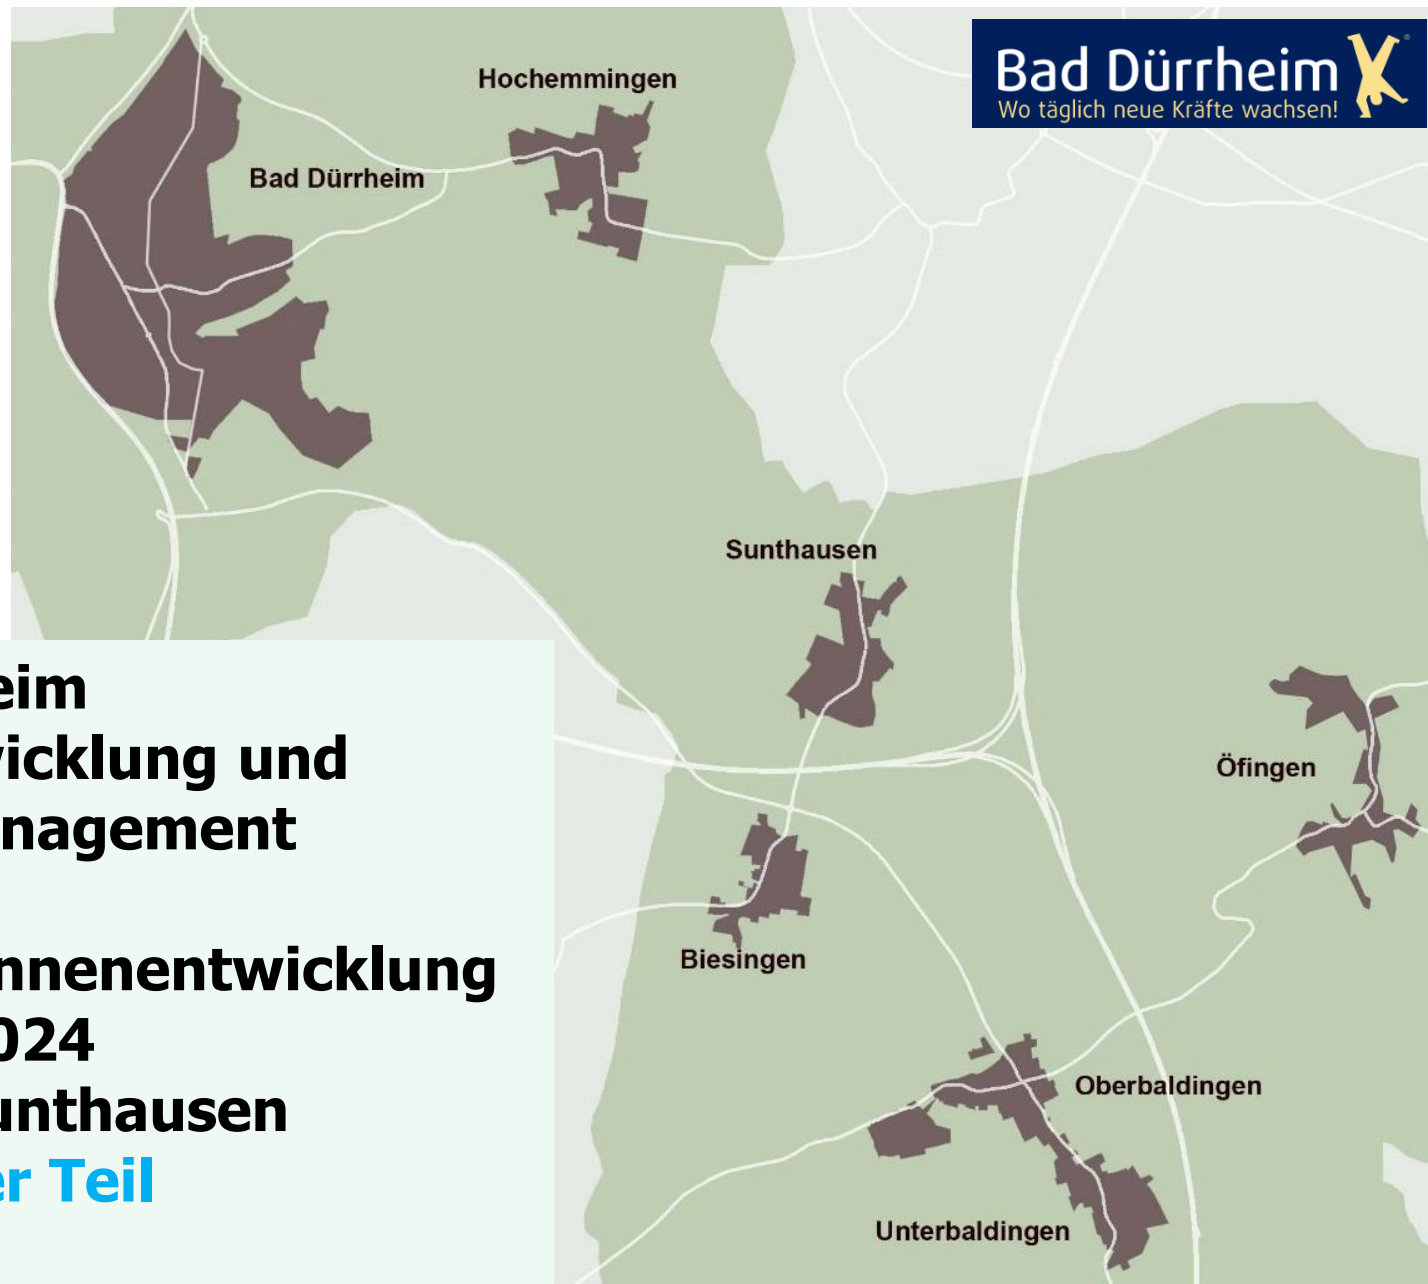 Bad Dürrheim
Wo täglich neue Kräfte wachsen!
Hochemmingen
Bad Dürrheim
Sunthausen
Öfingen
Biesingen
Oberbaldingen
Unterbaldingen
eim
icklung und
nagement
nnenentwicklung
024
unthausen
er Teil